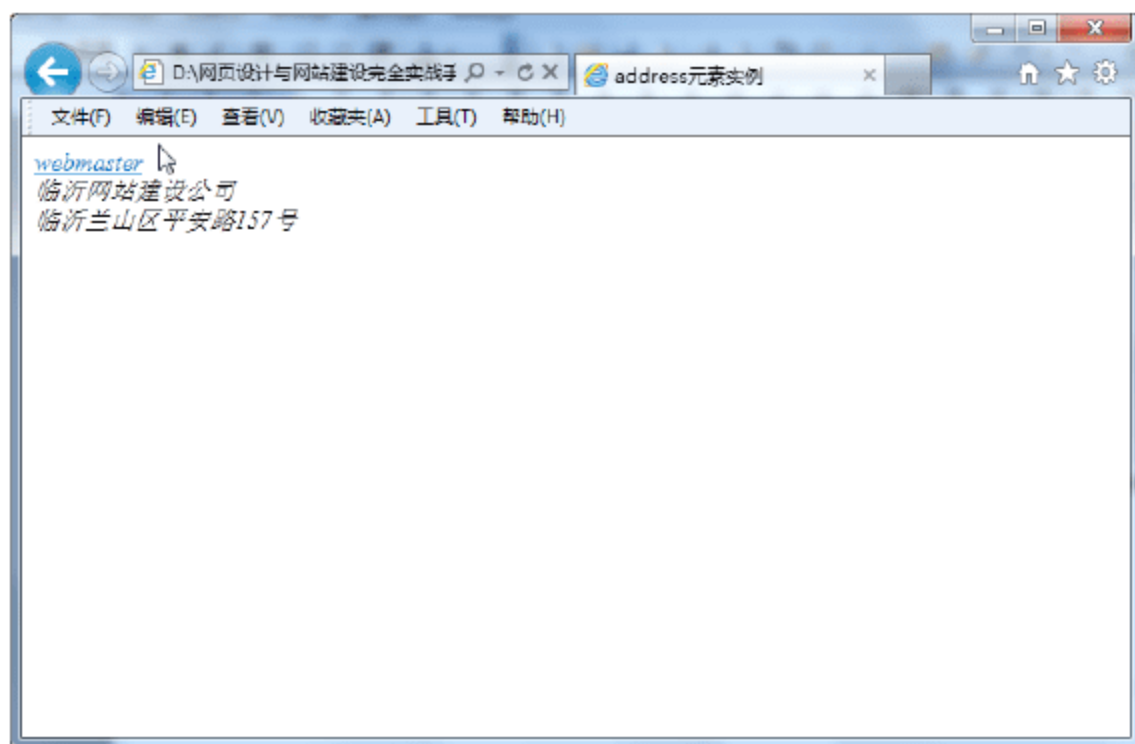 D:\网页设计与网站建设完全实战手
address元素实例
文件(F) 编辑(E) 查看(V) 收藏夹(A) 工具(T) 帮助(H)
webmaster
临沂网站建设公司
临沂兰山区平安路157号